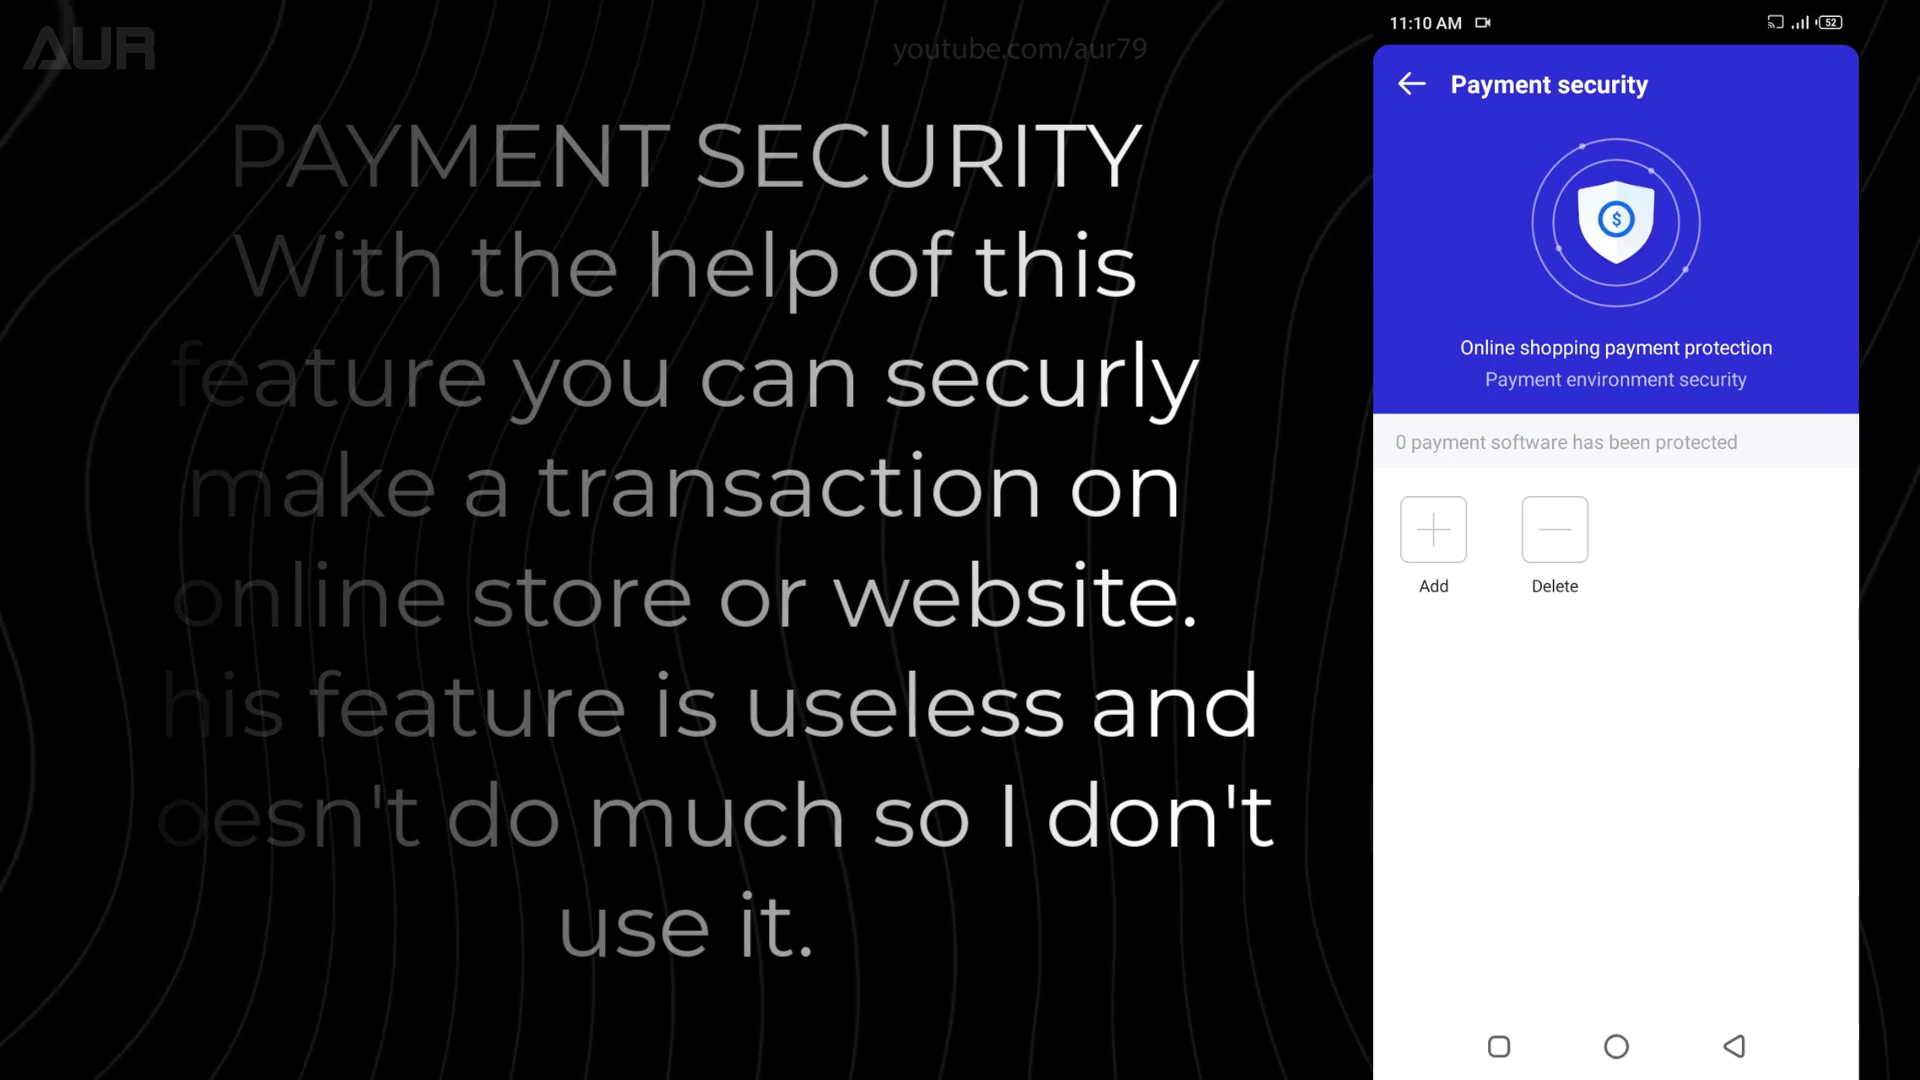 AUR
youtube.com/aur79
PAYMENT SECURITY
With the help of this
feature you can securly
make a transaction on
online store or website.
This feature is useless and
oesn't do much so I don't
use it.
11:10 AM
52
Payment security
$
Online shopping payment protection
Payment environment security
0 payment software has been protected
Add
Delete